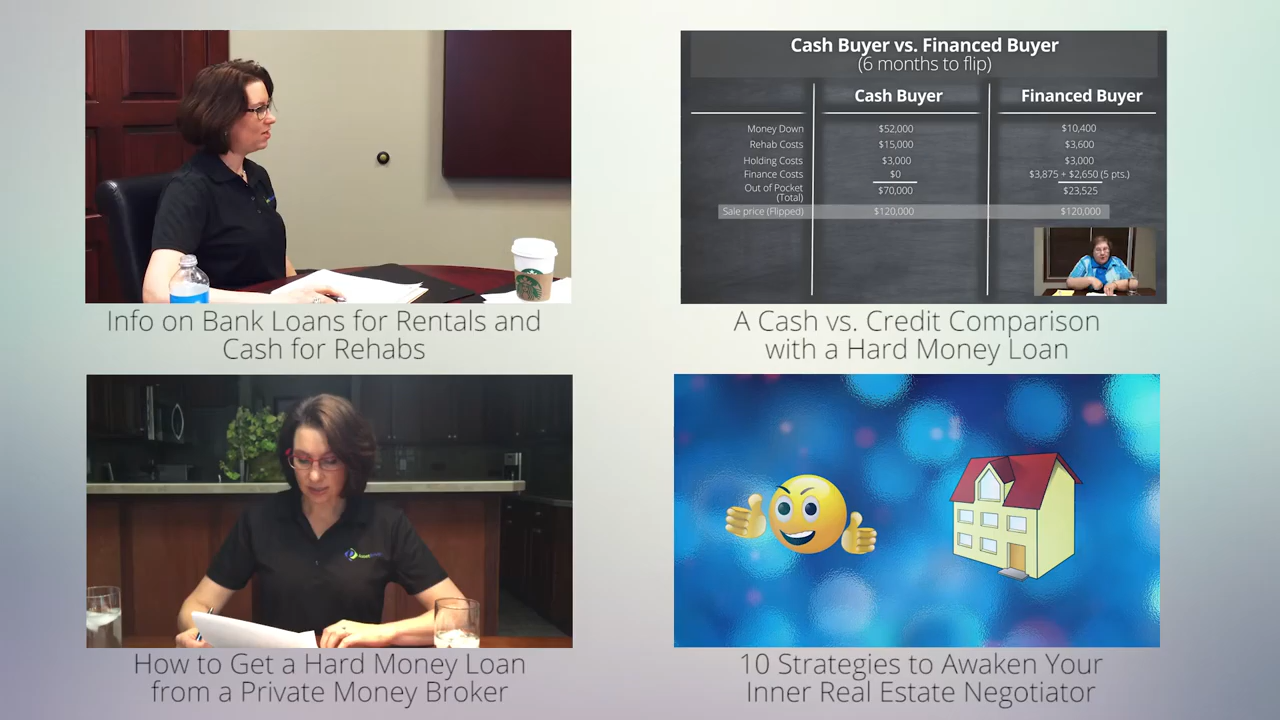 Cash Buyer vs. Financed Buyer
(6 months to flip)
Cash Buyer Financed Buyer
Money Down $52,000 $10,400
Rehab Costs $15,000 $3,600
Holding Costs $3,000 $3,000
Finance Costs $0 $3,875 + $2,650 (5 pts.)
Out of Pocket $70,000 $23,525
(Total)
Sale price (Flipped) $120,000 $120,000
Info on Bank Loans for Rentals and
Cash for Rehabs
A Cash vs. Credit Comparison
with a Hard Money Loan
How to Get a Hard Money Loan
from a Private Money Broker
10 Strategies to Awaken Your
Inner Real Estate Negotiator